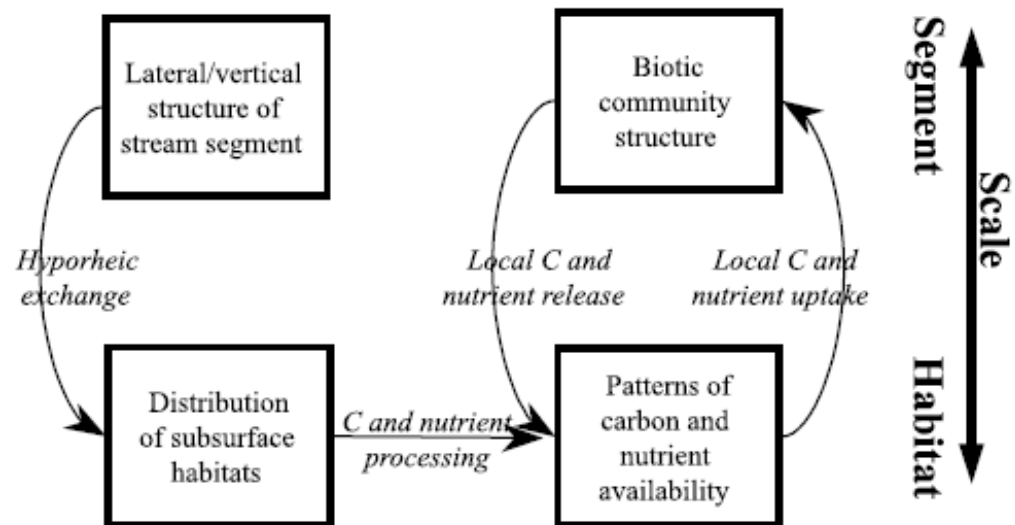 Lateral/vertical
structure of
stream segment
Biotic
community
structure
Segment
Scale
Hyporheic
exchange
Local C and
nutrient release
Local C and
nutrient uptake
Distribution
of subsurface
habitats
C and nutrient
processing
Patterns of
carbon and
nutrient
availability
Habitat